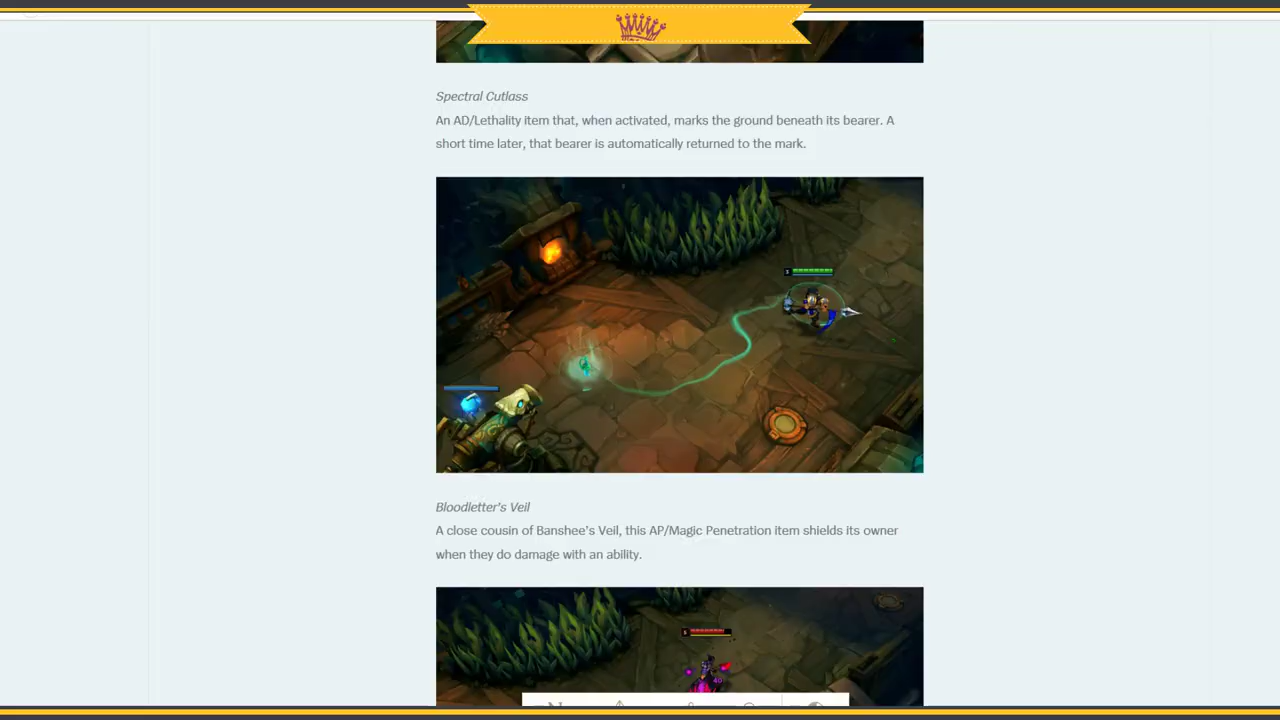 Spectral Cutlass
An AD/Lethality item that, when activated, marks the ground beneath its bearer. A
short time later, that bearer is automatically returned to the mark.
Bloodletter's Veil
A close cousin of Banshee's Veil, this AP/Magic Penetration item shields its owner
when they do damage with an ability.
40